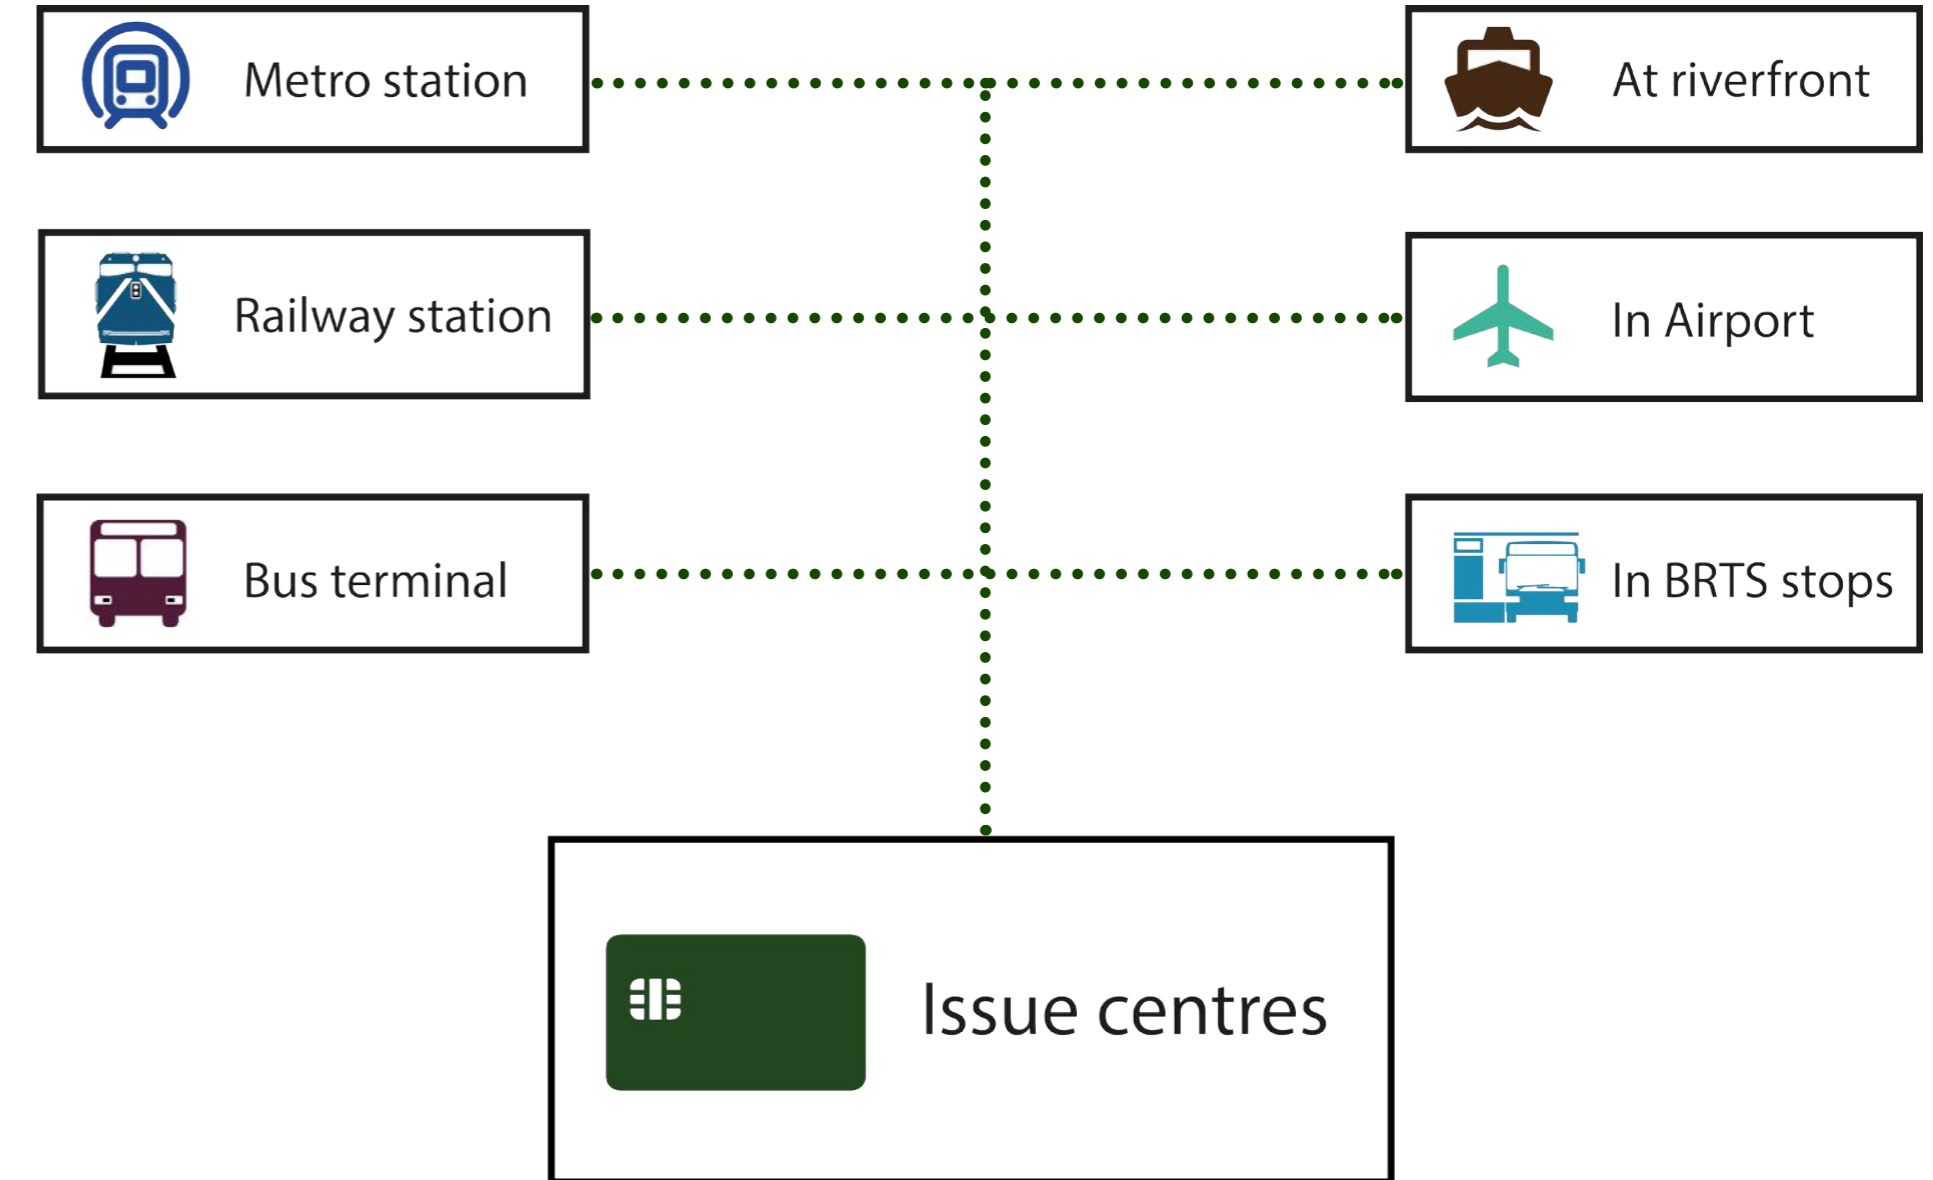 Metro station
At riverfront
Railway station
In Airport
Bus terminal
In BRTS stops
Issue centres